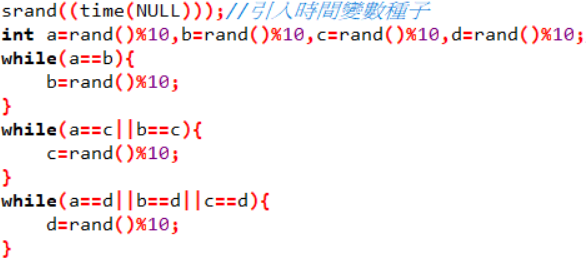 srand((time(NULL)));//引入時間變數種子
int a=rand()%10,b=rand()%10,c=rand()%10,d=rand()%10;
while(a==b){
    b=rand()%10;
}
while(a==c||b==c){
    c=rand()%10;
}
while(a==d||b==d||c==d){
    d=rand()%10;
}